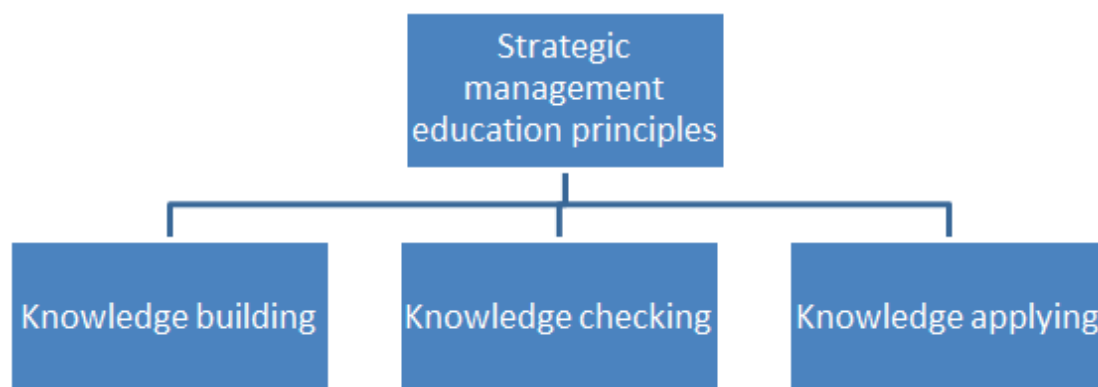 Strategic
management
education principles
Knowledge building
Knowledge checking
Knowledge applying